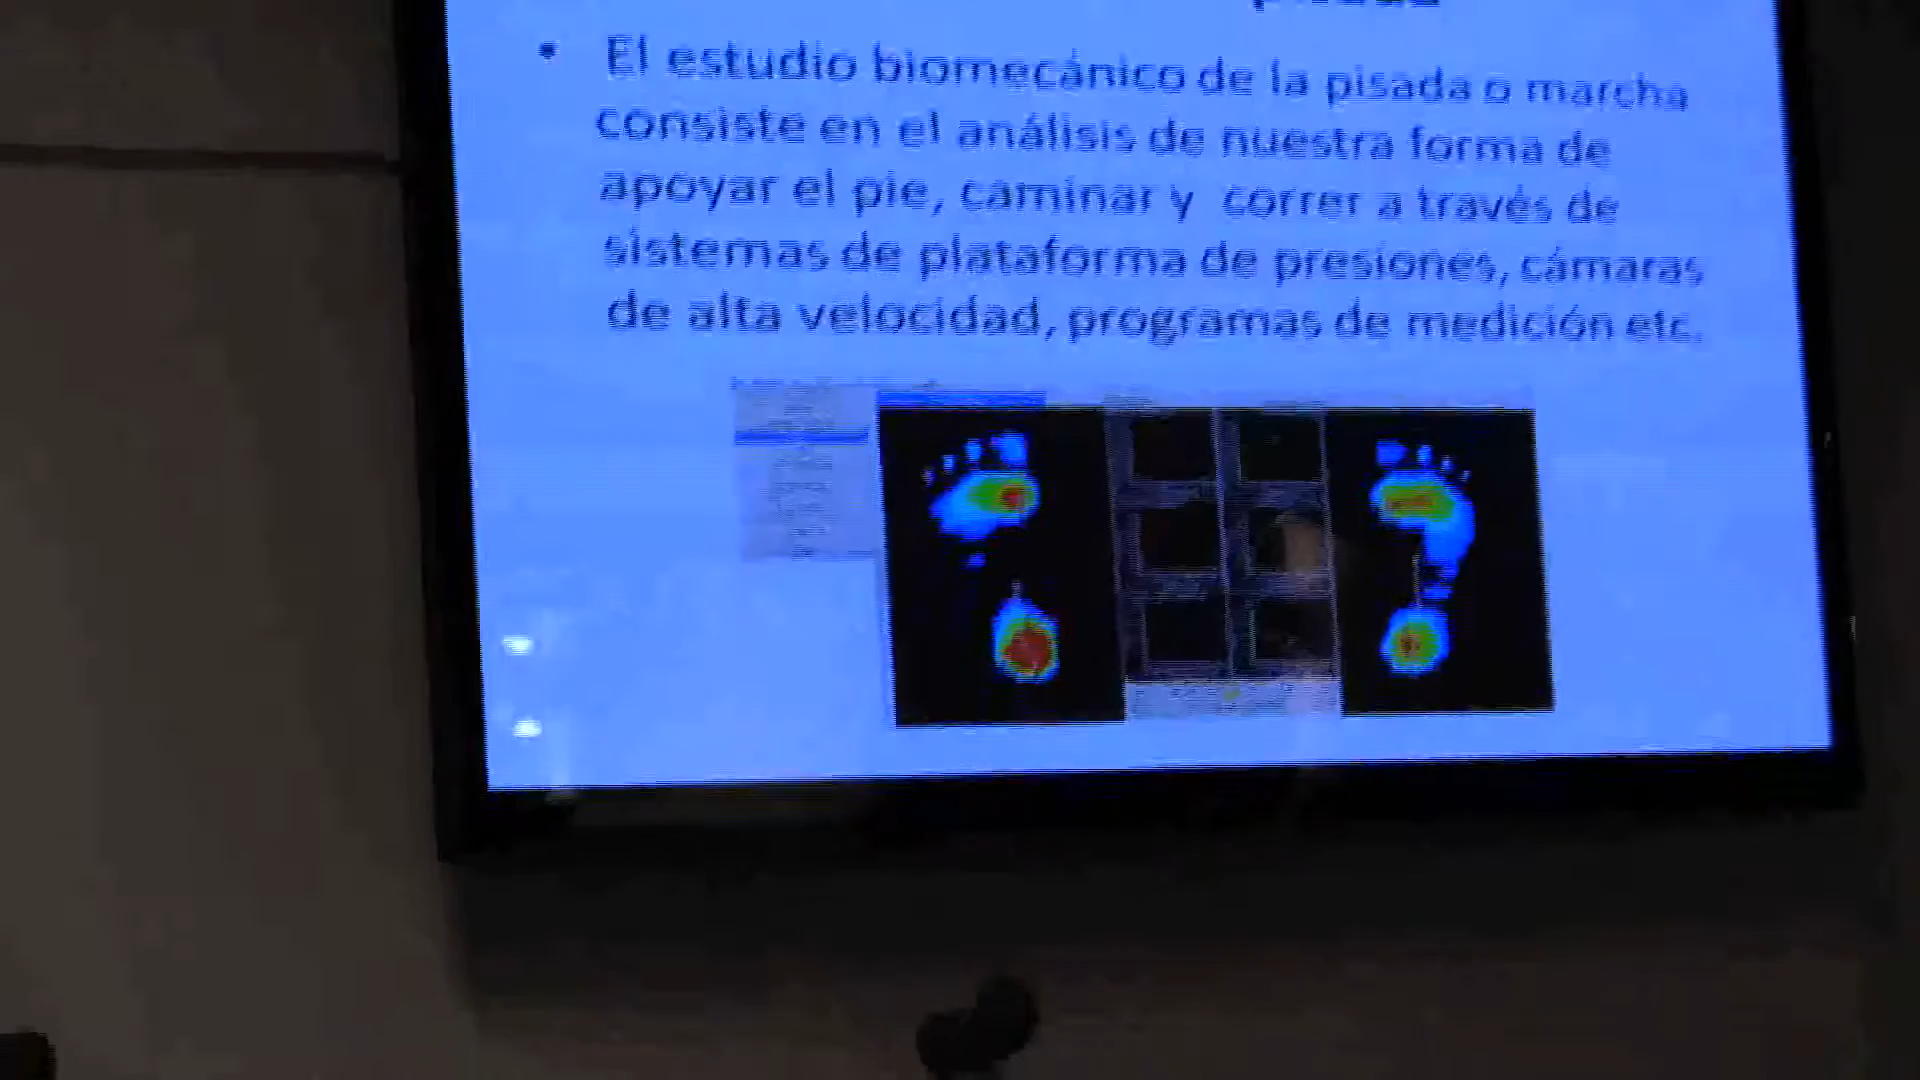 pisada
• El estudio biomecánico de la pisada o marcha
consiste en el análisis de nuestra forma de
apoyar el pie, caminar y correr a través de
sistemas de plataforma de presiones, cámaras
de alta velocidad, programas de medición etc.